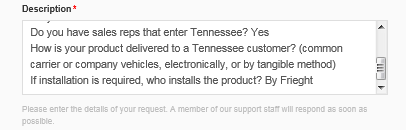 Description*
Do you have sales reps that enter Tennessee? Yes
How is your product delivered to a Tennessee customer? (common
carrier or company vehicles, electronically, or by tangible method)
If installation is required, who installs the product? By Frieght
Please enter the details of your request. A member of our support staff will respond as soon as
possible.